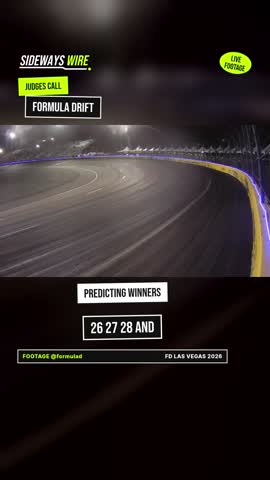 SIDEWAYS WIRE.
LIVE
FOOTAGE
JUDGES CALL
FORMULA DRIFT
PREDICTING WINNERS
26 27 28 AND
FOOTAGE @formulad
FD LAS VEGAS 2026